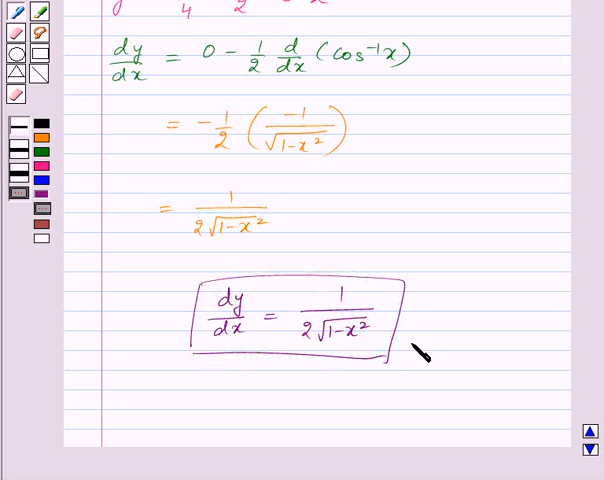 dy/dx = 0 - 1/2 d/dx (cos⁻¹x)
= -1/2 (-1/√1-x²)
= 1/2√1-x²
dy/dx = 1/2√1-x²